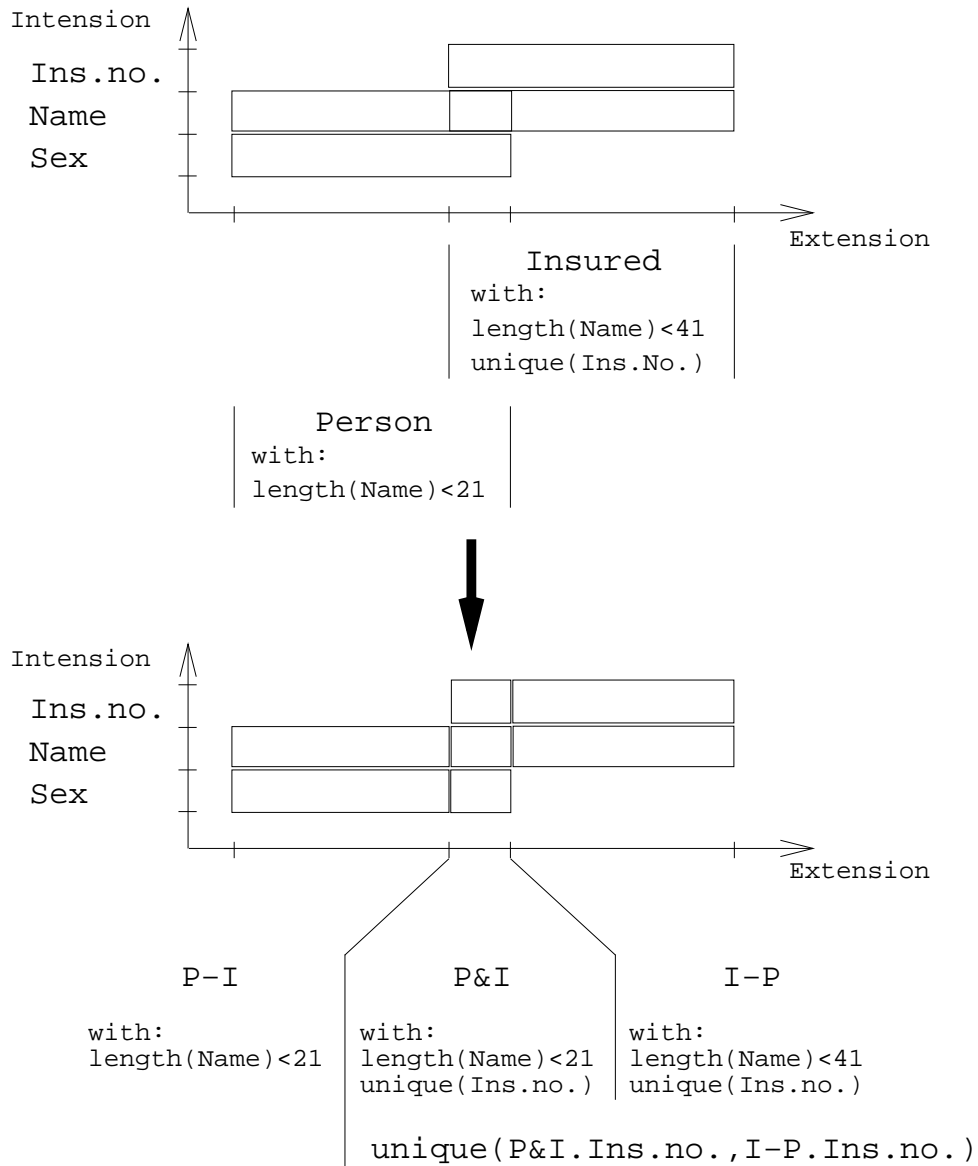 Intension
Ins.no.
Name
Sex
Extension
Insured
with:
length(Name)<41
unique(Ins.No.)
Person
with:
length(Name)<21
Intension
Ins.no.
Name
Sex
Extension
P−I
with:
length(Name)<21
P&I
with:
length(Name)<21
unique(Ins.no.)
I−P
with:
length(Name)<41
unique(Ins.no.)
unique(P&I.Ins.no.,I−P.Ins.no.)